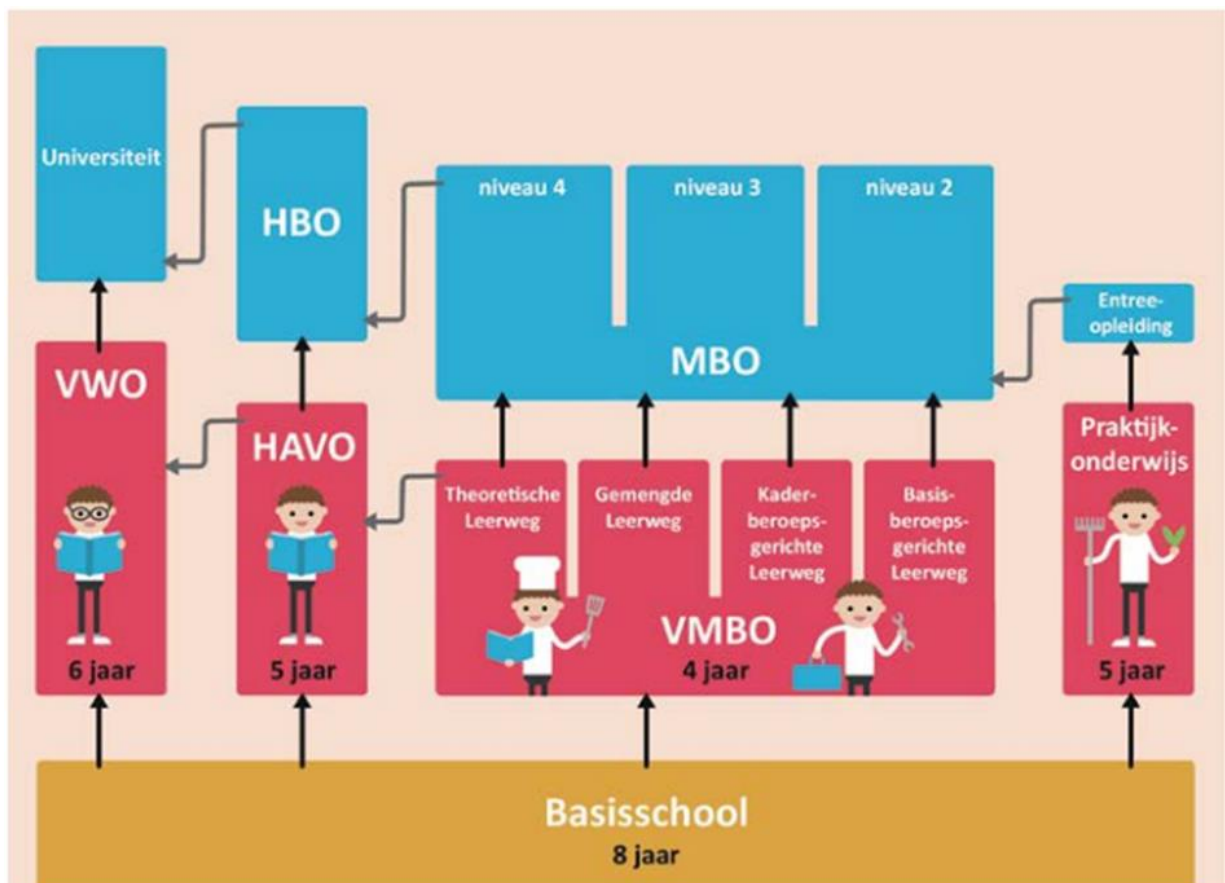 Universiteit
HBO
niveau 4
niveau 3
niveau 2
MBO
Entree-
opleiding
VWO
6 jaar
HAVO
5 jaar
Theoretische
Leerweg
Gemengde
Leerweg
Kader-
beroeps-
gerichte
Leerweg
Basis-
beroeps-
gerichte
Leerweg
VMBO
4 jaar
Praktijk-
onderwijs
5 jaar
Basisschool
8 jaar